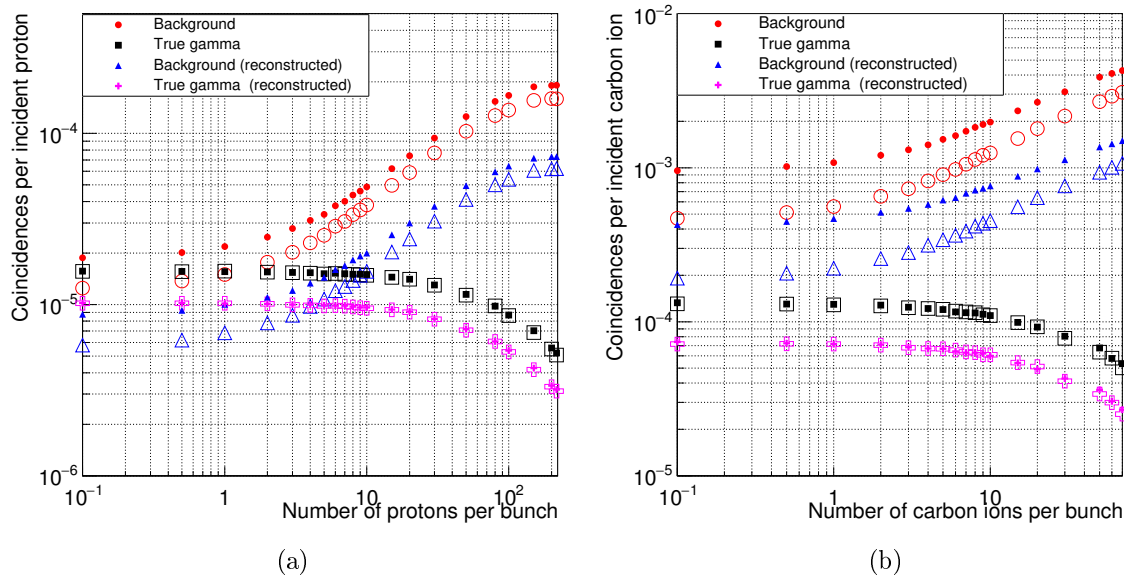 Background
True gamma
Background (reconstructed)
True gamma (reconstructed)
Coincidences per incident proton
10⁻⁴
10⁻⁵
10⁻⁶
10⁻¹ 1 10 10²
Number of protons per bunch
(a)
Background
True gamma
Background (reconstructed)
True gamma (reconstructed)
Coincidences per incident carbon ion
10⁻²
10⁻³
10⁻⁴
10⁻⁵
10⁻¹ 1 10
Number of carbon ions per bunch
(b)